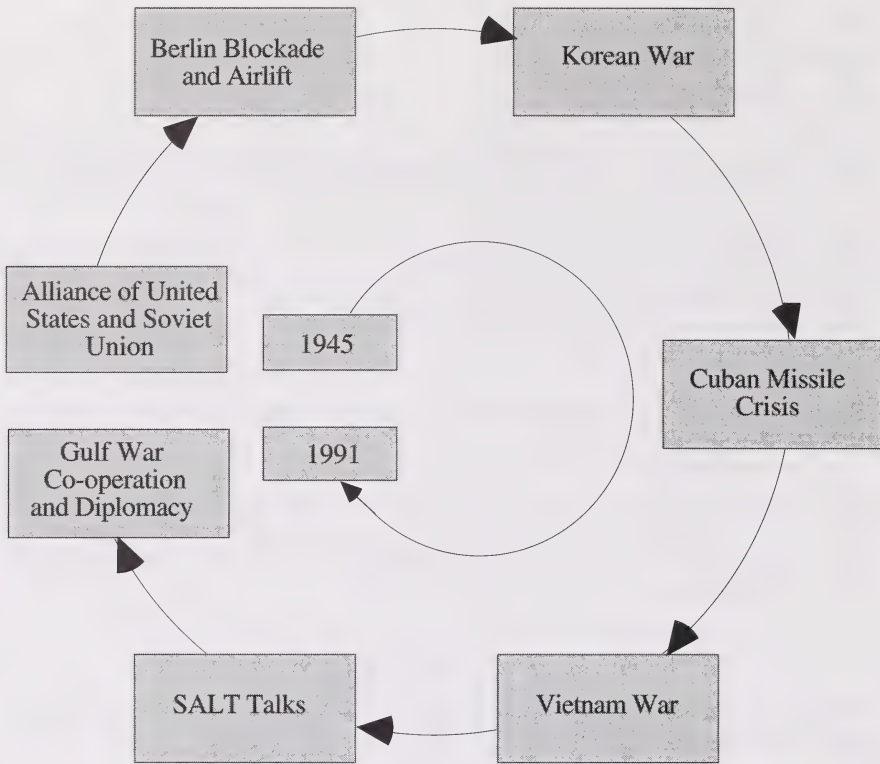 Berlin Blockade
and Airlift
Korean War
Alliance of United
States and Soviet
Union
1945
Cuban Missile
Crisis
1991
Gulf War
Co-operation
and Diplomacy
SALT Talks
Vietnam War